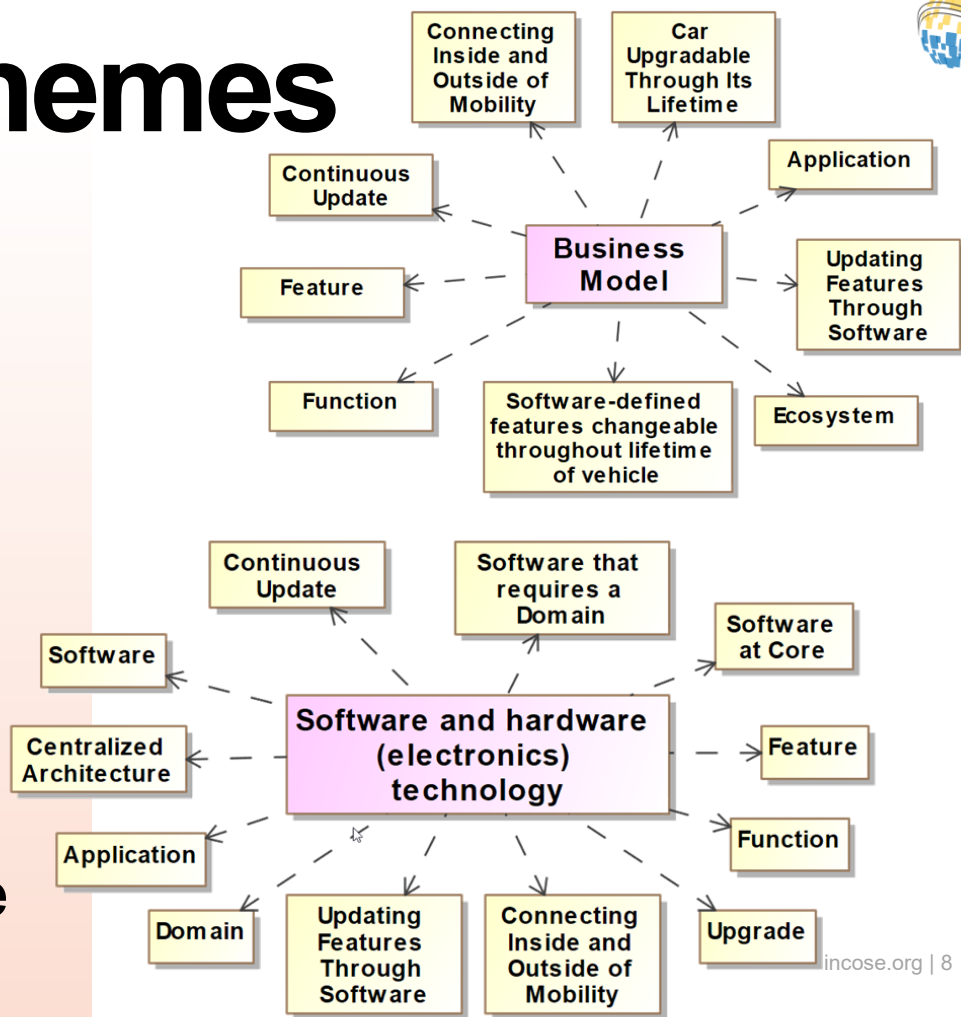 hemes
Connecting
Inside and
Outside of
Mobility
Car
Upgradable
Through Its
Lifetime
Application
Continuous
Update
Business
Model
Updating
Features
Through
Software
Feature
Function
Software-defined
features changeable
throughout lifetime
of vehicle
Ecosystem
Continuous
Update
Software that
requires a
Domain
Software
at Core
Software
Software and hardware
(electronics)
technology
Centralized
Architecture
Feature
Application
Function
e
Domain
Updating
Features
Through
Software
Connecting
Inside and
Outside of
Mobility
Upgrade
incose.org | 8